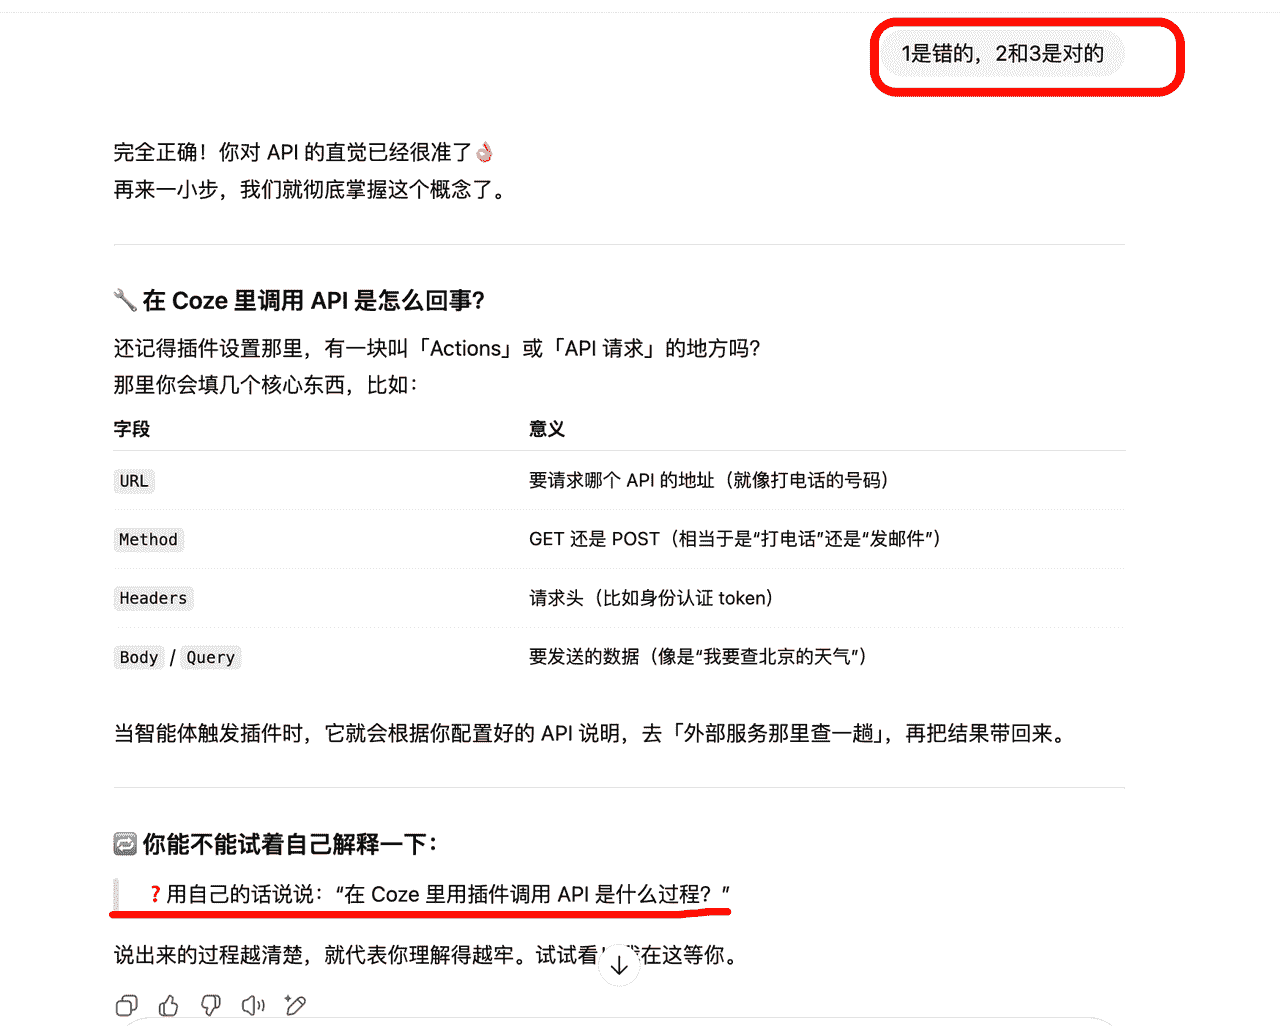 1是错的，2和3是对的
完全正确！你对 API 的直觉已经很准了👌
再来一小步，我们就彻底掌握这个概念了。
🔧 在 Coze 里调用 API 是怎么回事？
还记得插件设置那里，有一块叫「Actions」或「API 请求」的地方吗？
那里你会填几个核心东西，比如：
字段 意义
URL 要请求哪个 API 的地址（就像打电话的号码）
Method GET 还是 POST（相当于是“打电话”还是“发邮件”）
Headers 请求头（比如身份认证 token）
Body / Query 要发送的数据（像是“我要查北京的天气”）
当智能体触发插件时，它就会根据你配置好的 API 说明，去「外部服务那里查一趟」，再把结果带回来。
🔁 你能不能试着自己解释一下：
❓用自己的话说说：“在 Coze 里用插件调用 API 是什么过程？”
说出来的过程越清楚，就代表你理解得越牢。试试看！在这等你。